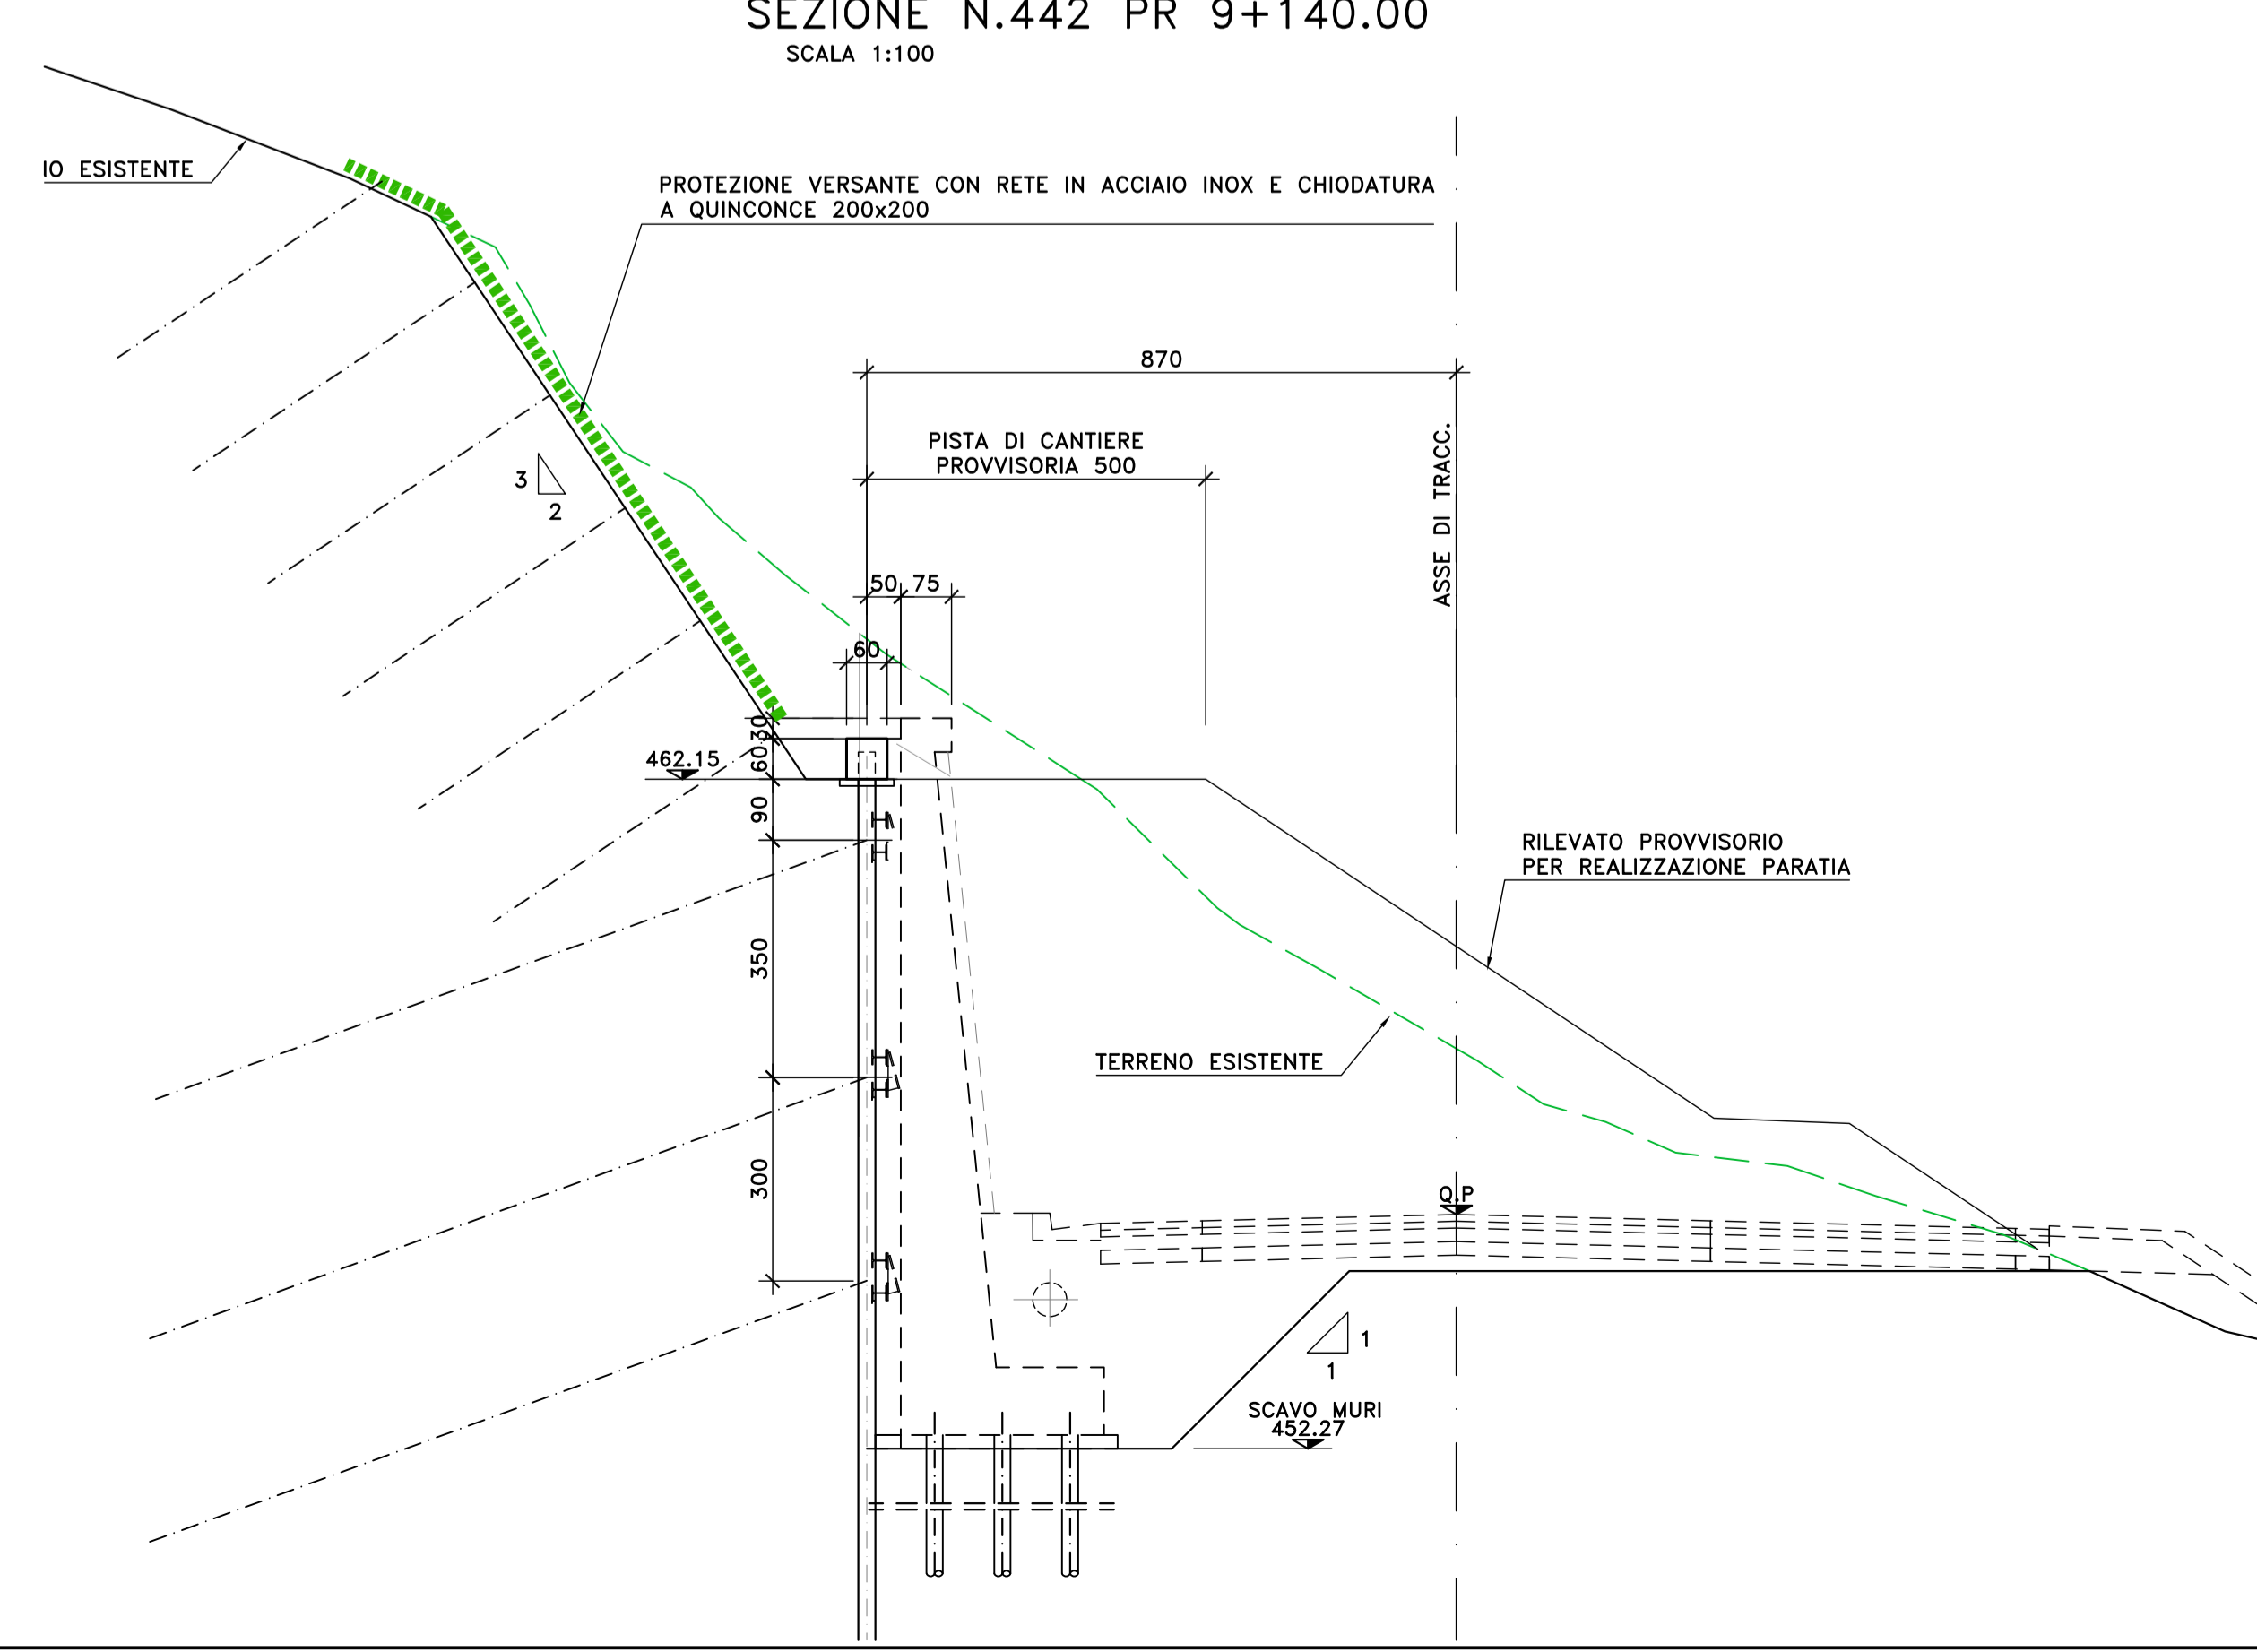 SEZIONE N.442 PR 9+140.00
SCALA 1:100
IO ESISTENTE
PROTEZIONE VERSANTE CON RETE IN ACCIAIO INOX E CHIODATURA
A QUINCONCE 200x200
870
PISTA DI CANTIERE
PROVVISORIA 500
ASSE DI TRACC.
3
2
50 75
60
30
60
462.15
90
RILEVATO PROVVISORIO
PER REALIZZAZIONE PARATIA
350
TERRENO ESISTENTE
300
Q.P
1
1
SCAVO MURI
452.27